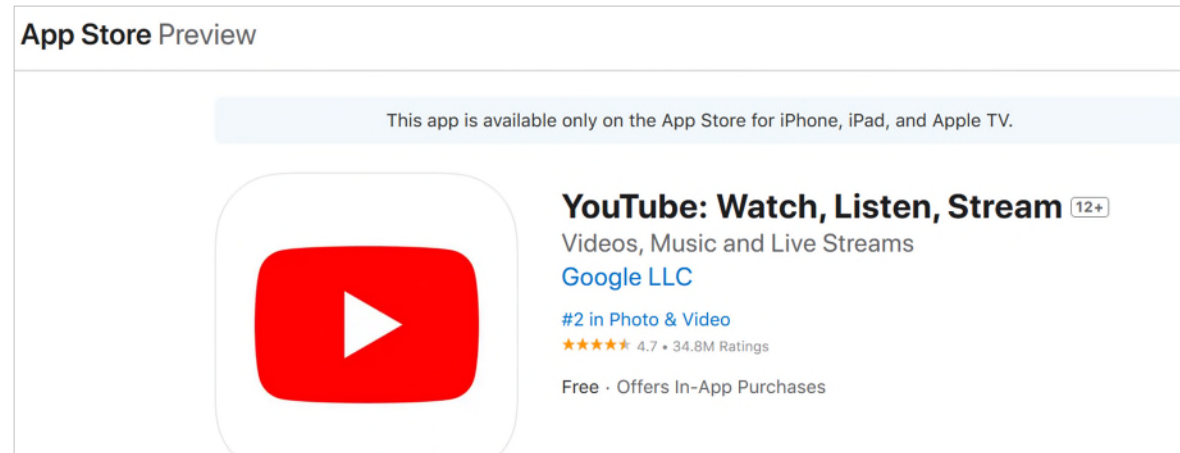 App Store Preview
This app is available only on the App Store for iPhone, iPad, and Apple TV.
YouTube: Watch, Listen, Stream 12+
Videos, Music and Live Streams
Google LLC
#2 in Photo & Video
★★★★★ 4.7 • 34.8M Ratings
Free · Offers In-App Purchases